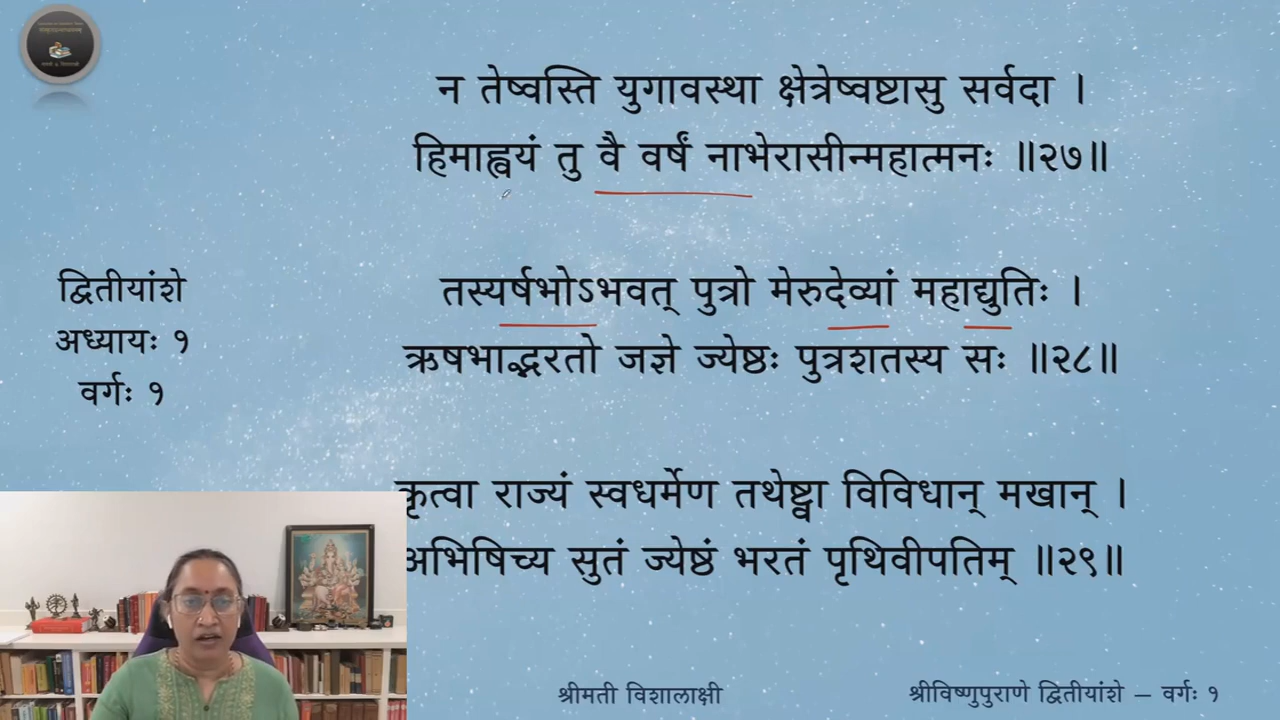 न तेष्वस्ति युगावस्था क्षेत्रेष्वष्टासु सर्वदा ।
हिमाह्वयं तु वै वर्षं नाभेरासीन्महात्मनः ॥२७॥
द्वितीयांशे
अध्यायः १
वर्गः १
तस्यर्षभोऽभवत् पुत्रो मेरुदेव्यां महाद्युतिः ।
ऋषभाद्भरतो जज्ञे ज्येष्ठः पुत्रशतस्य सः ॥२८॥
कृत्वा राज्यं स्वधर्मेण तथेष्ट्वा विविधान् मखान् ।
अभिषिच्य सुतं ज्येष्ठं भरतं पृथिवीपतिम् ॥२९॥
श्रीमती विशालाक्षी
श्रीविष्णुपुराणे द्वितीयांशे – वर्गः १